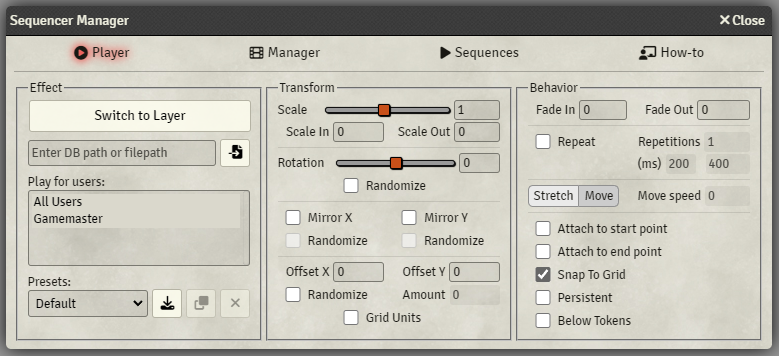 Sequencer Manager
Close
Player
Manager
Sequences
How-to
Effect
Switch to Layer
Enter DB path or filepath
Play for users:
All Users
Gamemaster
Presets:
Default
Transform
Scale 1
Scale In 0 Scale Out 0
Rotation 0
Randomize
Mirror X Mirror Y
Randomize Randomize
Offset X 0 Offset Y 0
Randomize Amount 0
Grid Units
Behavior
Fade In 0 Fade Out 0
Repeat Repetitions 1
(ms) 200 400
Stretch Move Move speed 0
Attach to start point
Attach to end point
Snap To Grid
Persistent
Below Tokens